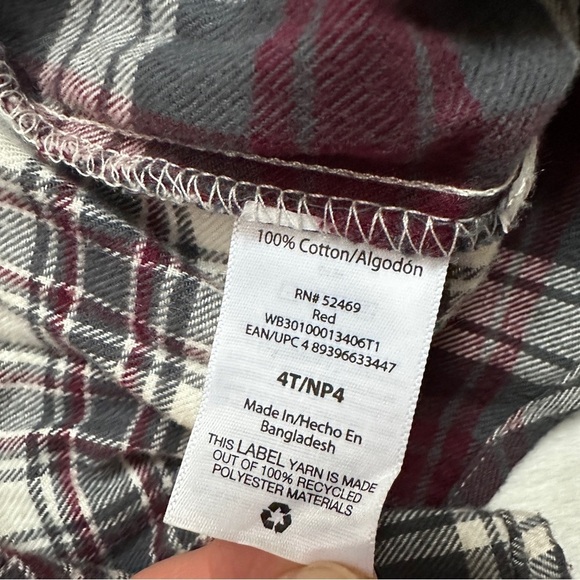 100% Cotton/Algodón
RN# 52469
Red
WB30100013406T1
EAN/UPC 4 89396633447
4T/NP4
Made In/Hecho En
Bangladesh
THIS LABEL YARN IS MADE
OUT OF 100% RECYCLED
POLYESTER MATERIALS